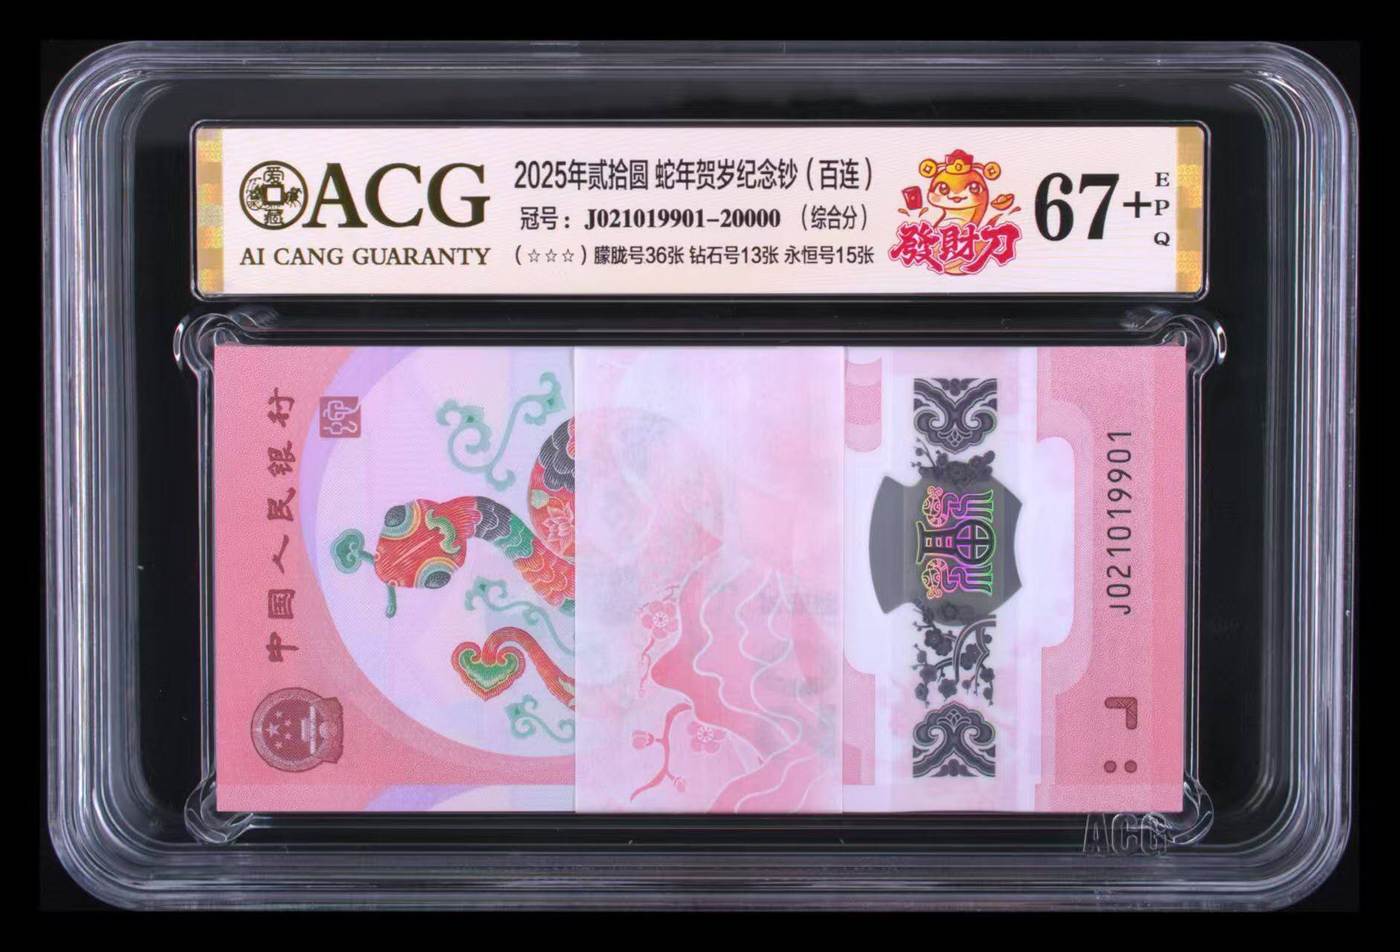 ACG
AI CANG GUARANTY
2025年贰拾圆 蛇年贺岁纪念钞（百连）
冠号：J021019901-20000 （综合分）
（☆☆☆）朦胧号36张 钻石号13张 永恒号15张
發財刀
67+
EPQ
中国人民银行
J021019901
ACG